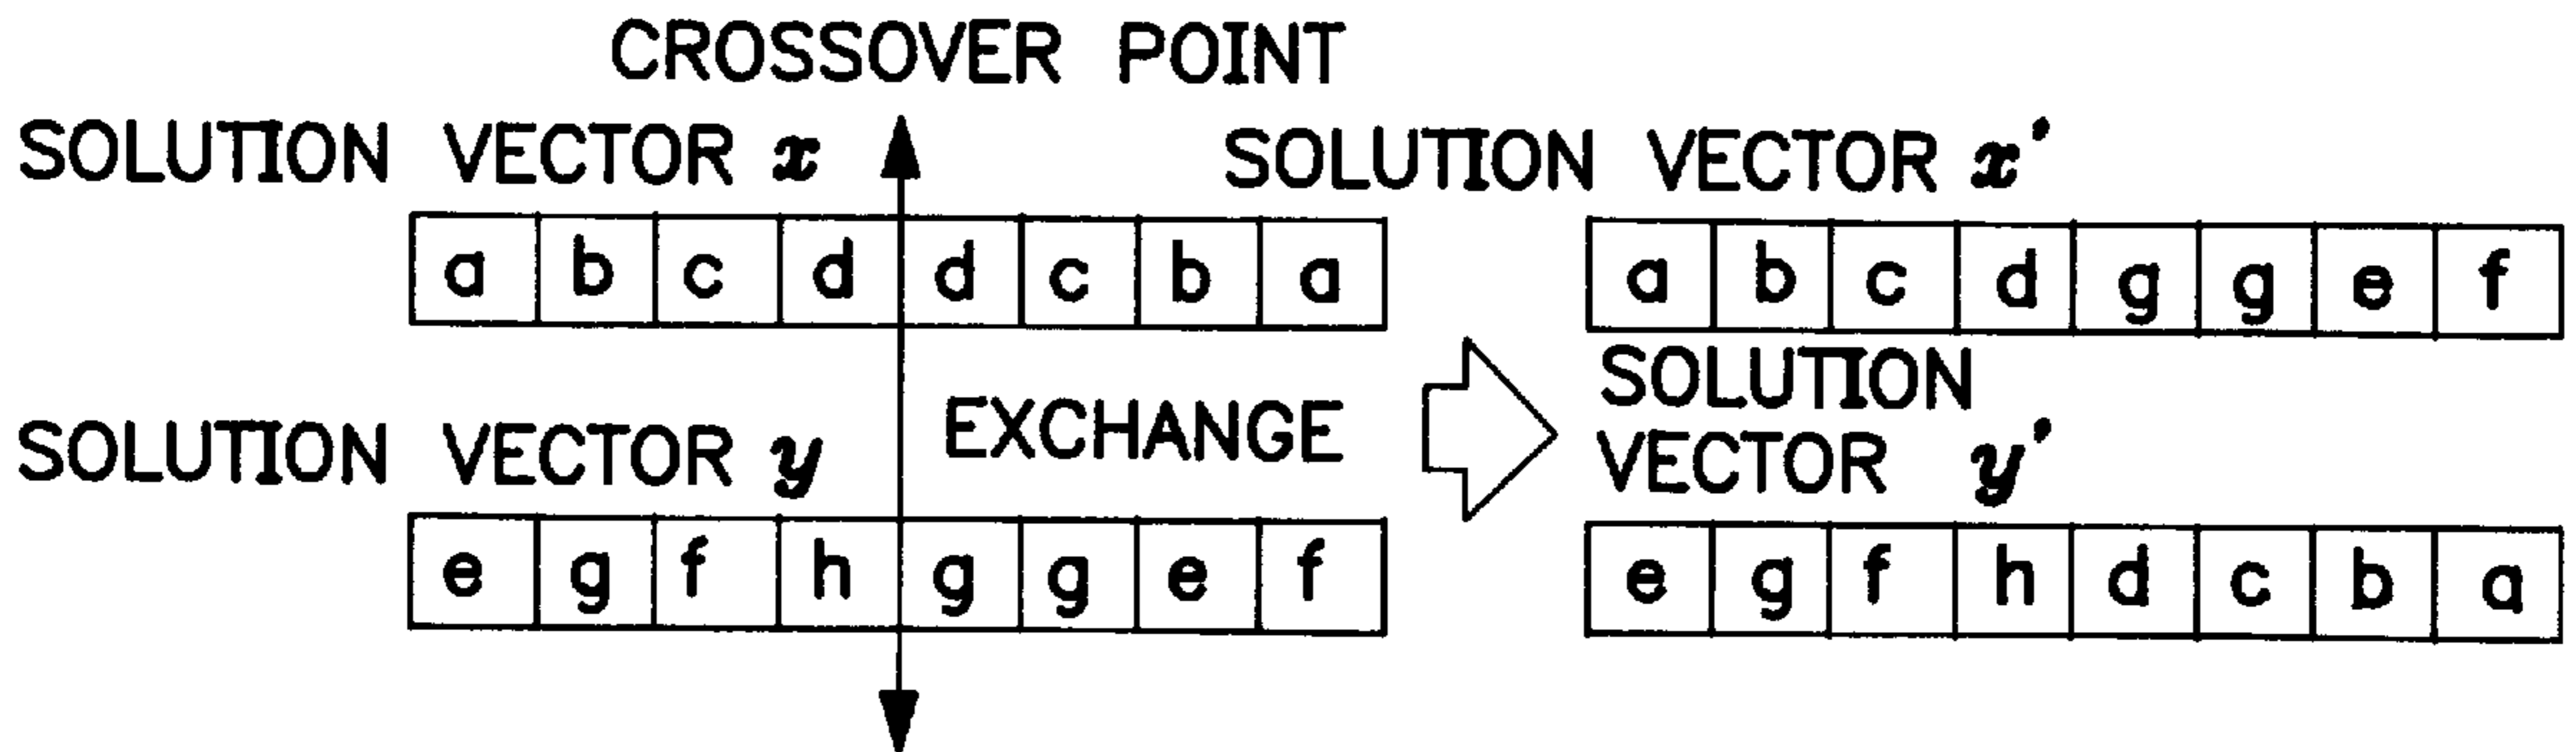 CROSSOVER POINT
SOLUTION VECTOR x
SOLUTION VECTOR x'
a b c d d c b a
a b c d g g e f
EXCHANGE
SOLUTION
VECTOR y'
SOLUTION VECTOR y
e g f h g g e f
e g f h d c b a